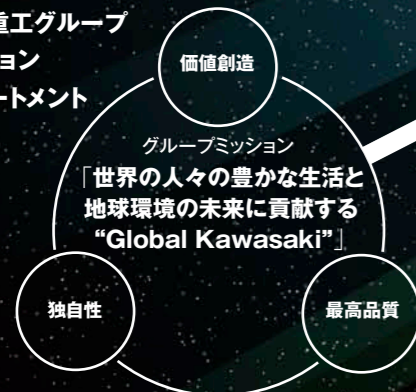 重工グループ
ション
ートメント
価値創造
グループミッション
「世界の人々の豊かな生活と
地球環境の未来に貢献する
“Global Kawasaki”」
独自性
最高品質